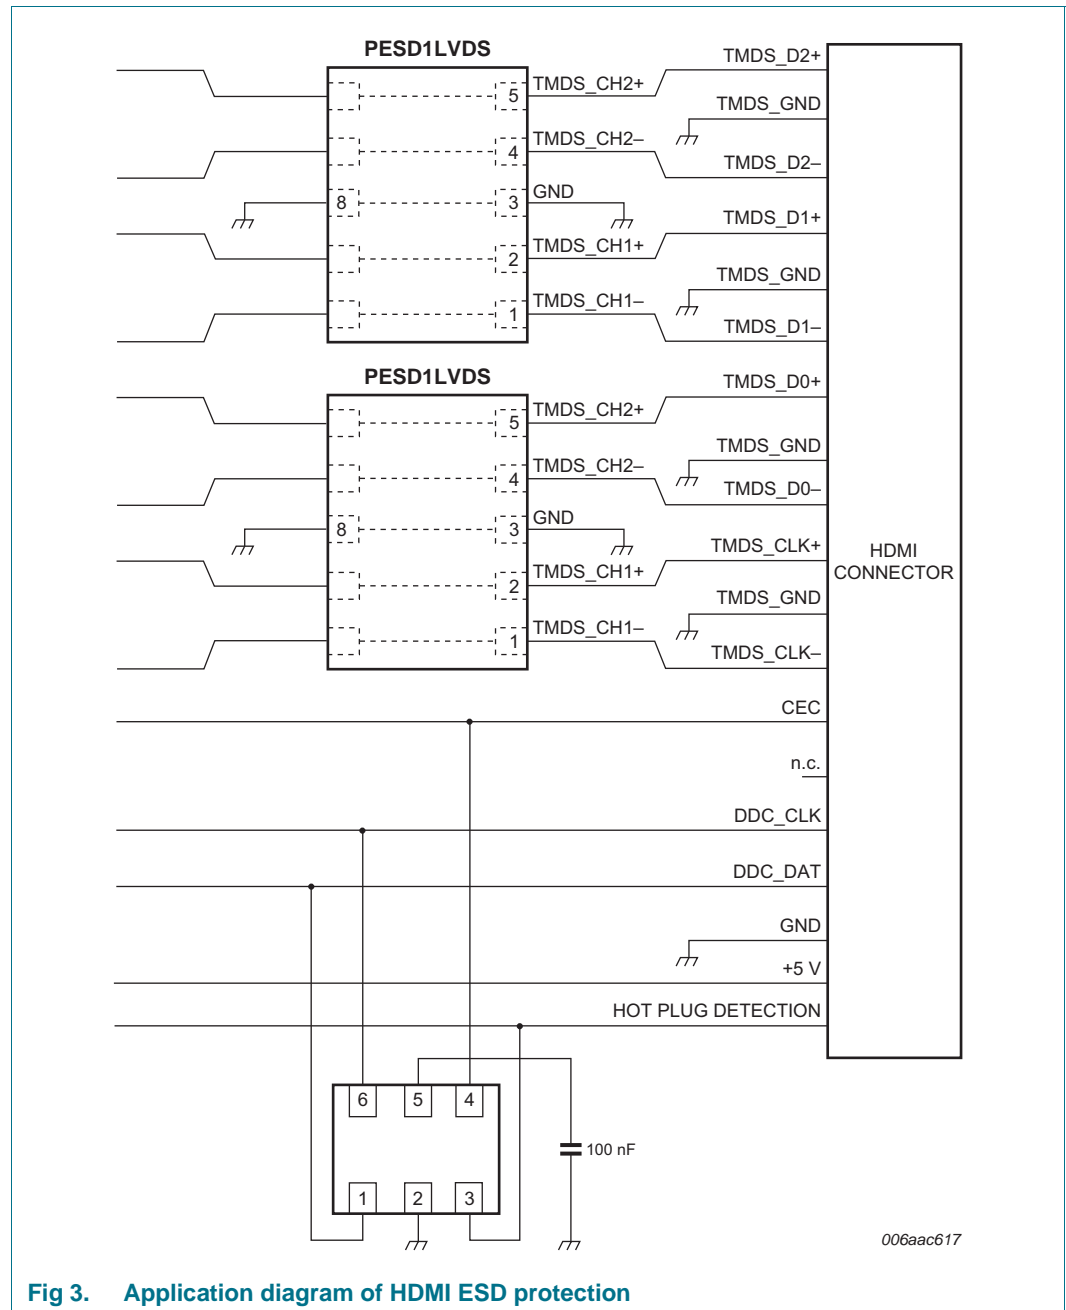 PESD1LVDS
TMDS_D2+
TMDS_CH2+
5
TMDS_GND
TMDS_CH2–
4
TMDS_D2–
8
3
GND
TMDS_D1+
TMDS_CH1+
2
TMDS_GND
TMDS_CH1–
1
TMDS_D1–
PESD1LVDS
TMDS_D0+
TMDS_CH2+
5
TMDS_GND
TMDS_CH2–
4
TMDS_D0–
8
3
GND
TMDS_CLK+
HDMI
CONNECTOR
TMDS_CH1+
2
TMDS_GND
TMDS_CH1–
1
TMDS_CLK–
CEC
n.c.
DDC_CLK
DDC_DAT
GND
+5 V
HOT PLUG DETECTION
6 5 4
100 nF
1 2 3
006aac617
Fig 3. Application diagram of HDMI ESD protection